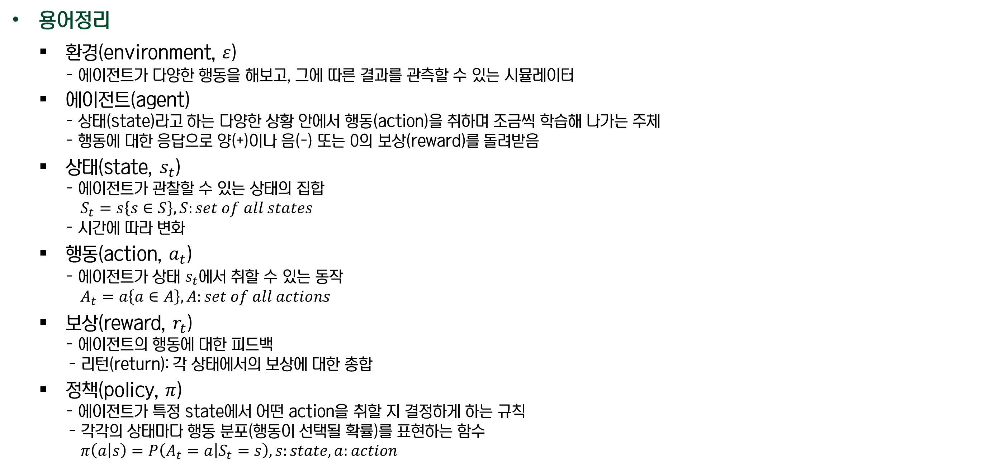 • 용어정리
▪ 환경(environment, ε)
- 에이전트가 다양한 행동을 해보고, 그에 따른 결과를 관측할 수 있는 시뮬레이터
▪ 에이전트(agent)
- 상태(state)라고 하는 다양한 상황 안에서 행동(action)을 취하며 조금씩 학습해 나가는 주체
- 행동에 대한 응답으로 양(+)이나 음(-) 또는 0의 보상(reward)를 돌려받음
▪ 상태(state, s_t)
- 에이전트가 관찰할 수 있는 상태의 집합
S_t = s{s ∈ S}, S: set of all states
- 시간에 따라 변화
▪ 행동(action, a_t)
- 에이전트가 상태 s_t에서 취할 수 있는 동작
A_t = a{a ∈ A}, A: set of all actions
▪ 보상(reward, r_t)
- 에이전트의 행동에 대한 피드백
- 리턴(return): 각 상태에서의 보상에 대한 총합
▪ 정책(policy, π)
- 에이전트가 특정 state에서 어떤 action을 취할 지 결정하게 하는 규칙
- 각각의 상태마다 행동 분포(행동이 선택될 확률)를 표현하는 함수
π(a|s) = P(A_t = a|S_t = s), s: state, a: action